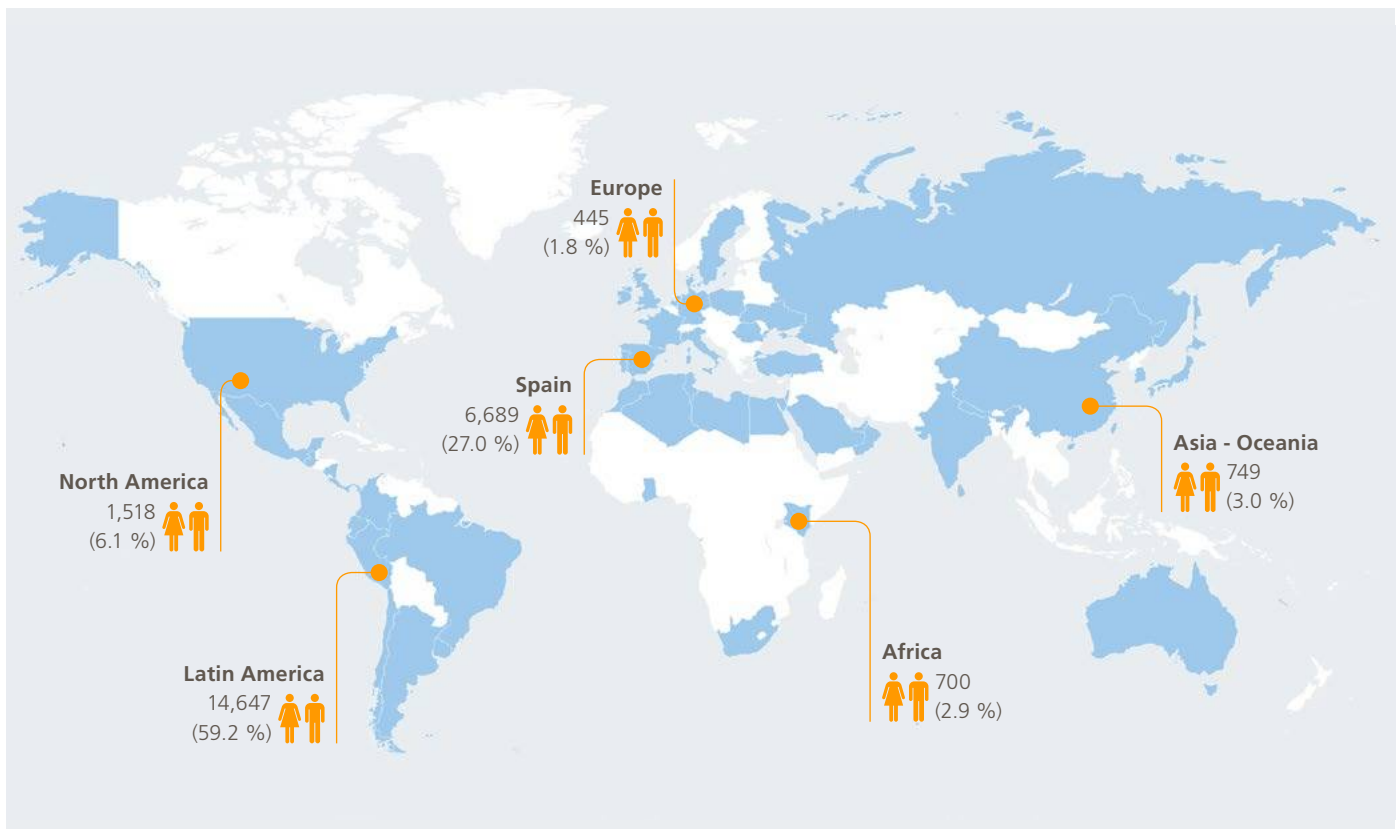 Europe
445
(1.8 %)
Spain
6,689
(27.0 %)
Asia - Oceania
749
(3.0 %)
North America
1,518
(6.1 %)
Latin America
14,647
(59.2 %)
Africa
700
(2.9 %)